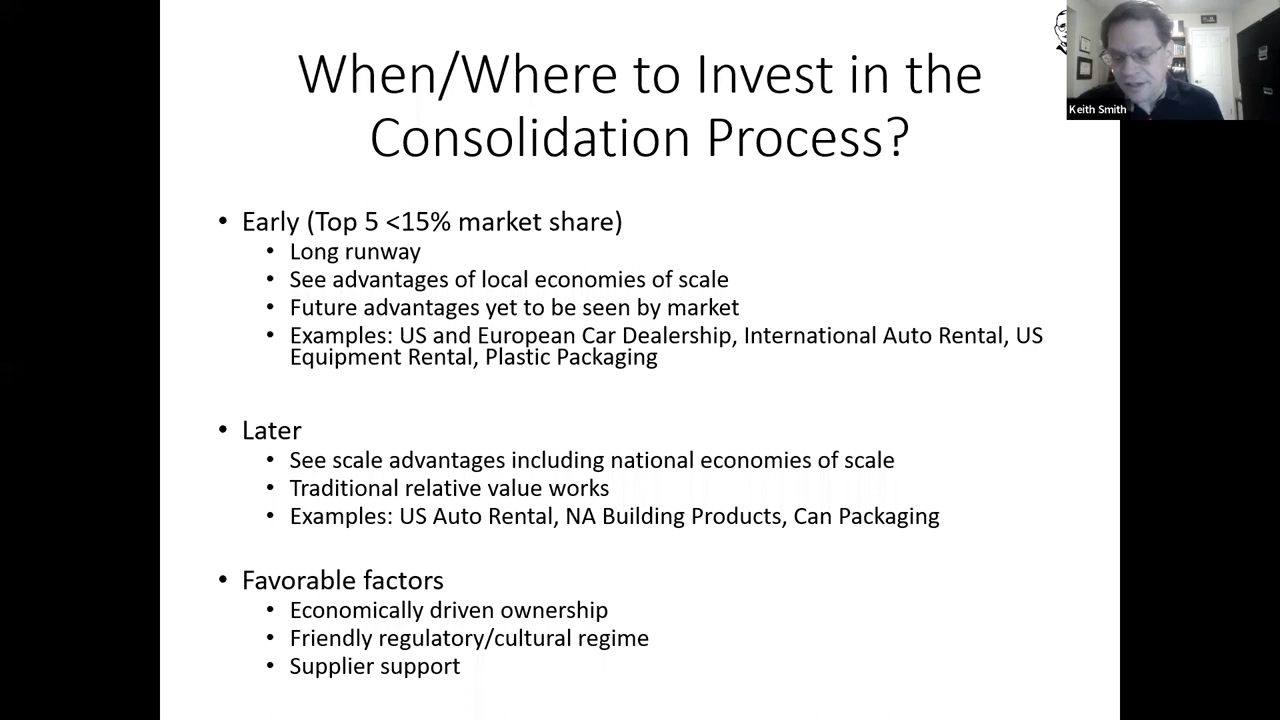 When/Where to Invest in the
Consolidation Process?
Keith Smith
• Early (Top 5 <15% market share)
• Long runway
• See advantages of local economies of scale
• Future advantages yet to be seen by market
• Examples: US and European Car Dealership, International Auto Rental, US
Equipment Rental, Plastic Packaging
• Later
• See scale advantages including national economies of scale
• Traditional relative value works
• Examples: US Auto Rental, NA Building Products, Can Packaging
• Favorable factors
• Economically driven ownership
• Friendly regulatory/cultural regime
• Supplier support